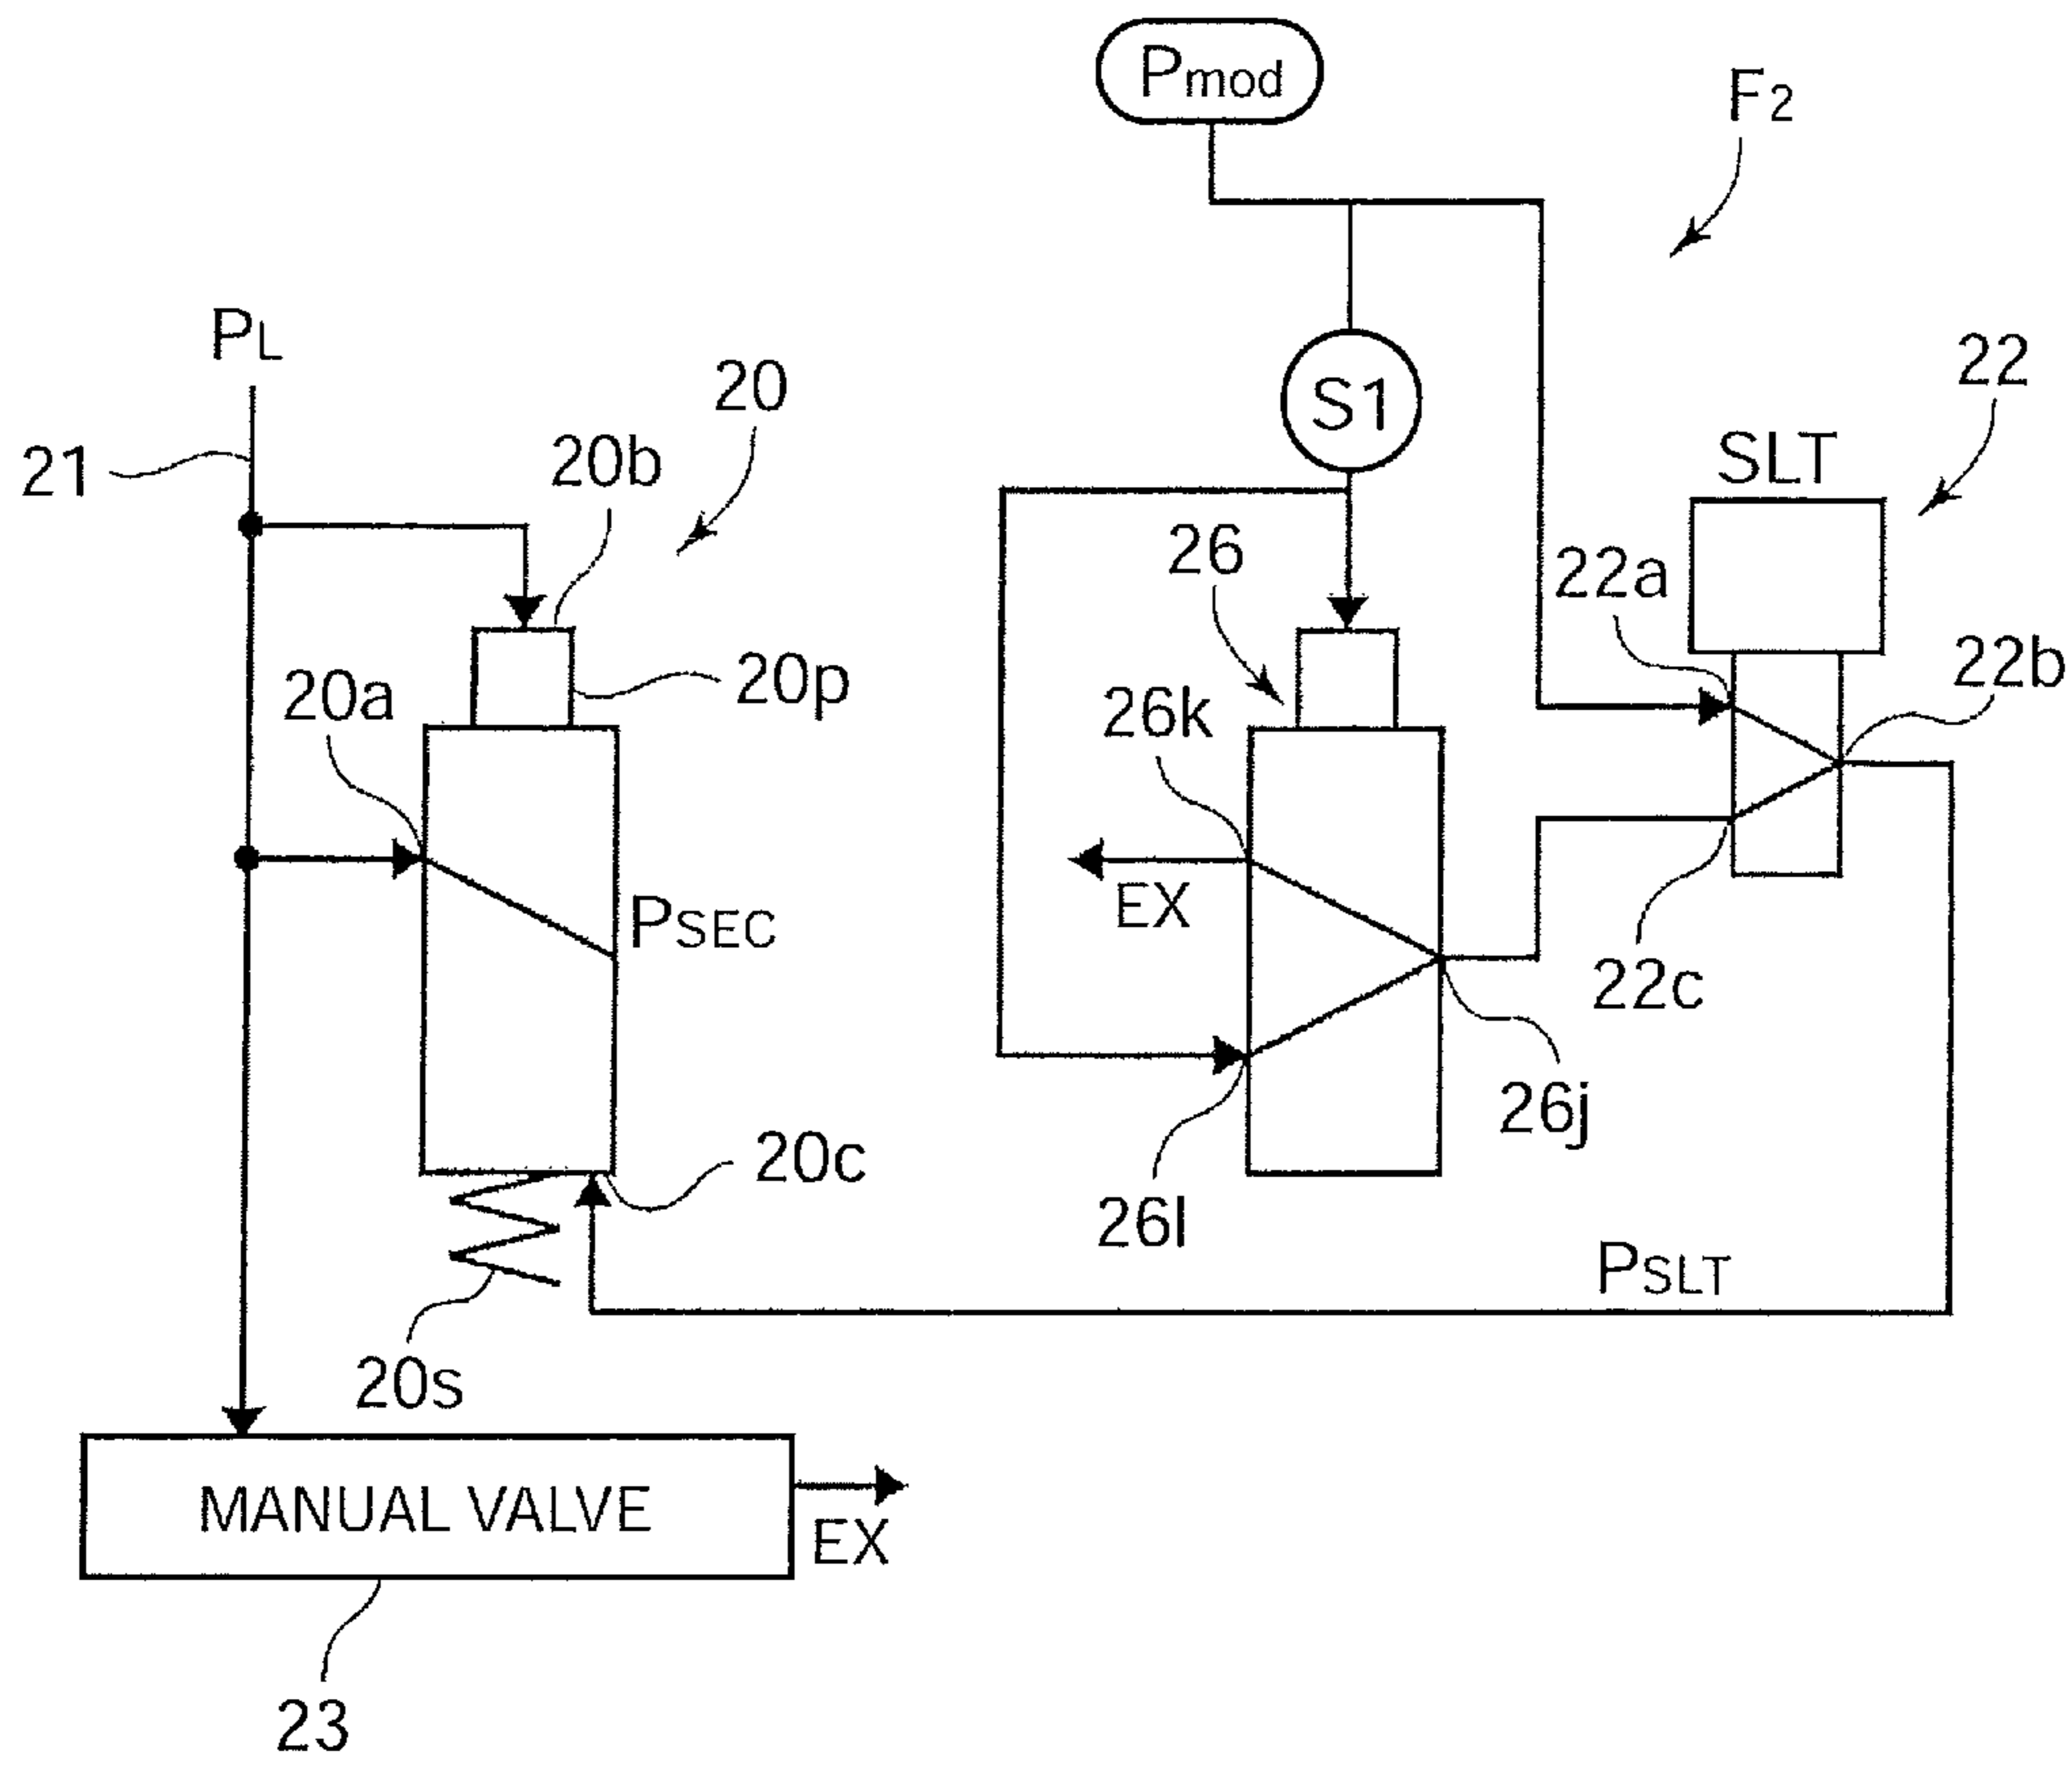 Pmod
F2
PL
20
22
S1
SLT
20b
21
26
22a
22b
20p
20a
26k
EX
PSEC
22c
26j
20c
26l
PSLT
20s
MANUAL VALVE
EX
23